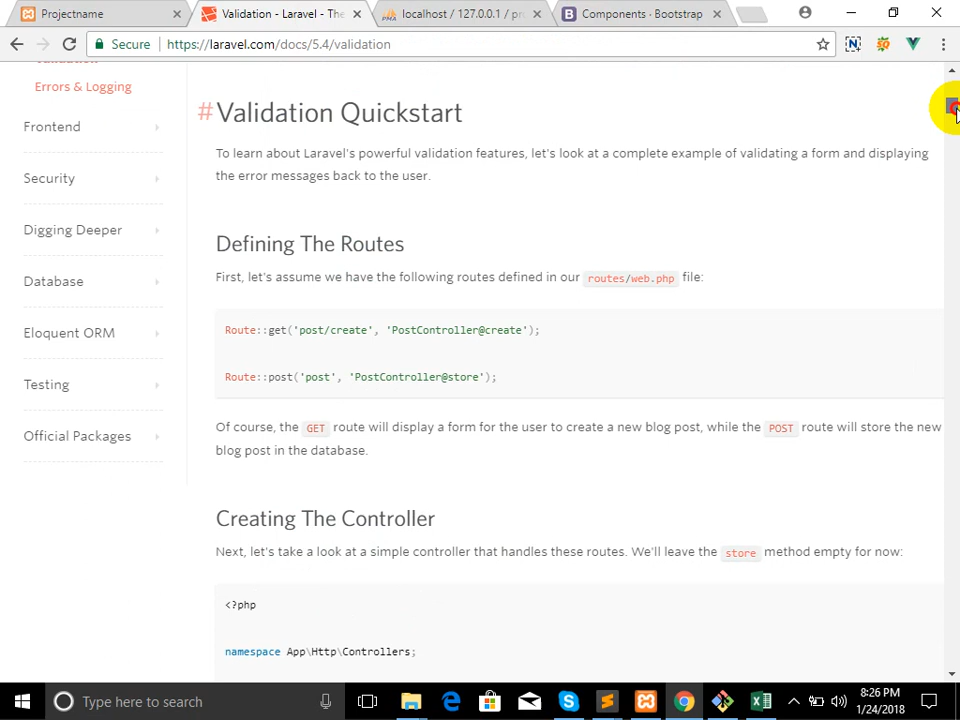 Projectname
Validation - Laravel - The
localhost / 127.0.0.1 / pr
Components · Bootstrap
Secure
https://laravel.com/docs/5.4/validation
Errors & Logging
Frontend
Security
Digging Deeper
Database
Eloquent ORM
Testing
Official Packages
# Validation Quickstart
To learn about Laravel's powerful validation features, let's look at a complete example of validating a form and displaying
the error messages back to the user.
Defining The Routes
First, let's assume we have the following routes defined in our routes/web.php file:
Route::get('post/create', 'PostController@create');
Route::post('post', 'PostController@store');
Of course, the GET route will display a form for the user to create a new blog post, while the POST route will store the new
blog post in the database.
Creating The Controller
Next, let's take a look at a simple controller that handles these routes. We'll leave the store method empty for now:
<?php
namespace App\Http\Controllers;
Type here to search
8:26 PM
1/24/2018